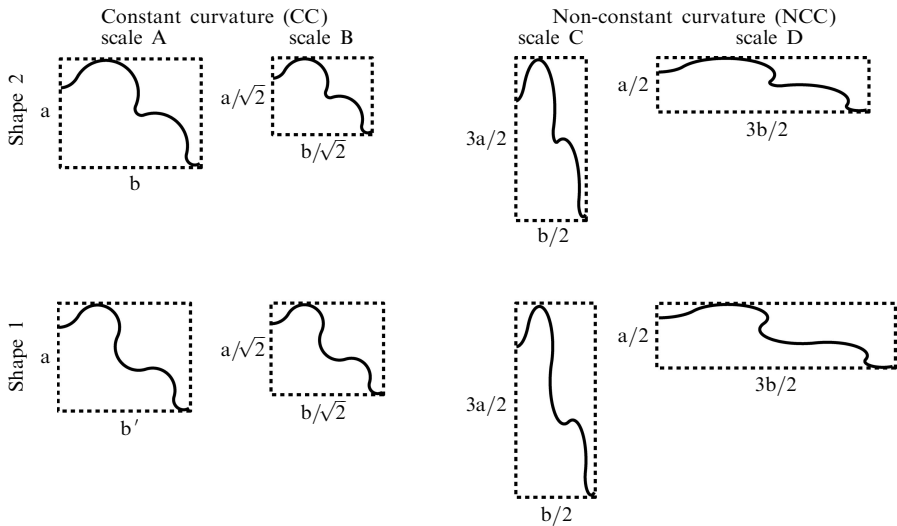 Constant curvature (CC)
Non-constant curvature (NCC)
scale A
scale B
scale C
scale D
Shape 2
a
b
a/√2
b/√2
3a/2
b/2
a/2
3b/2
Shape 1
a
b′
a/√2
b/√2
3a/2
b/2
a/2
3b/2